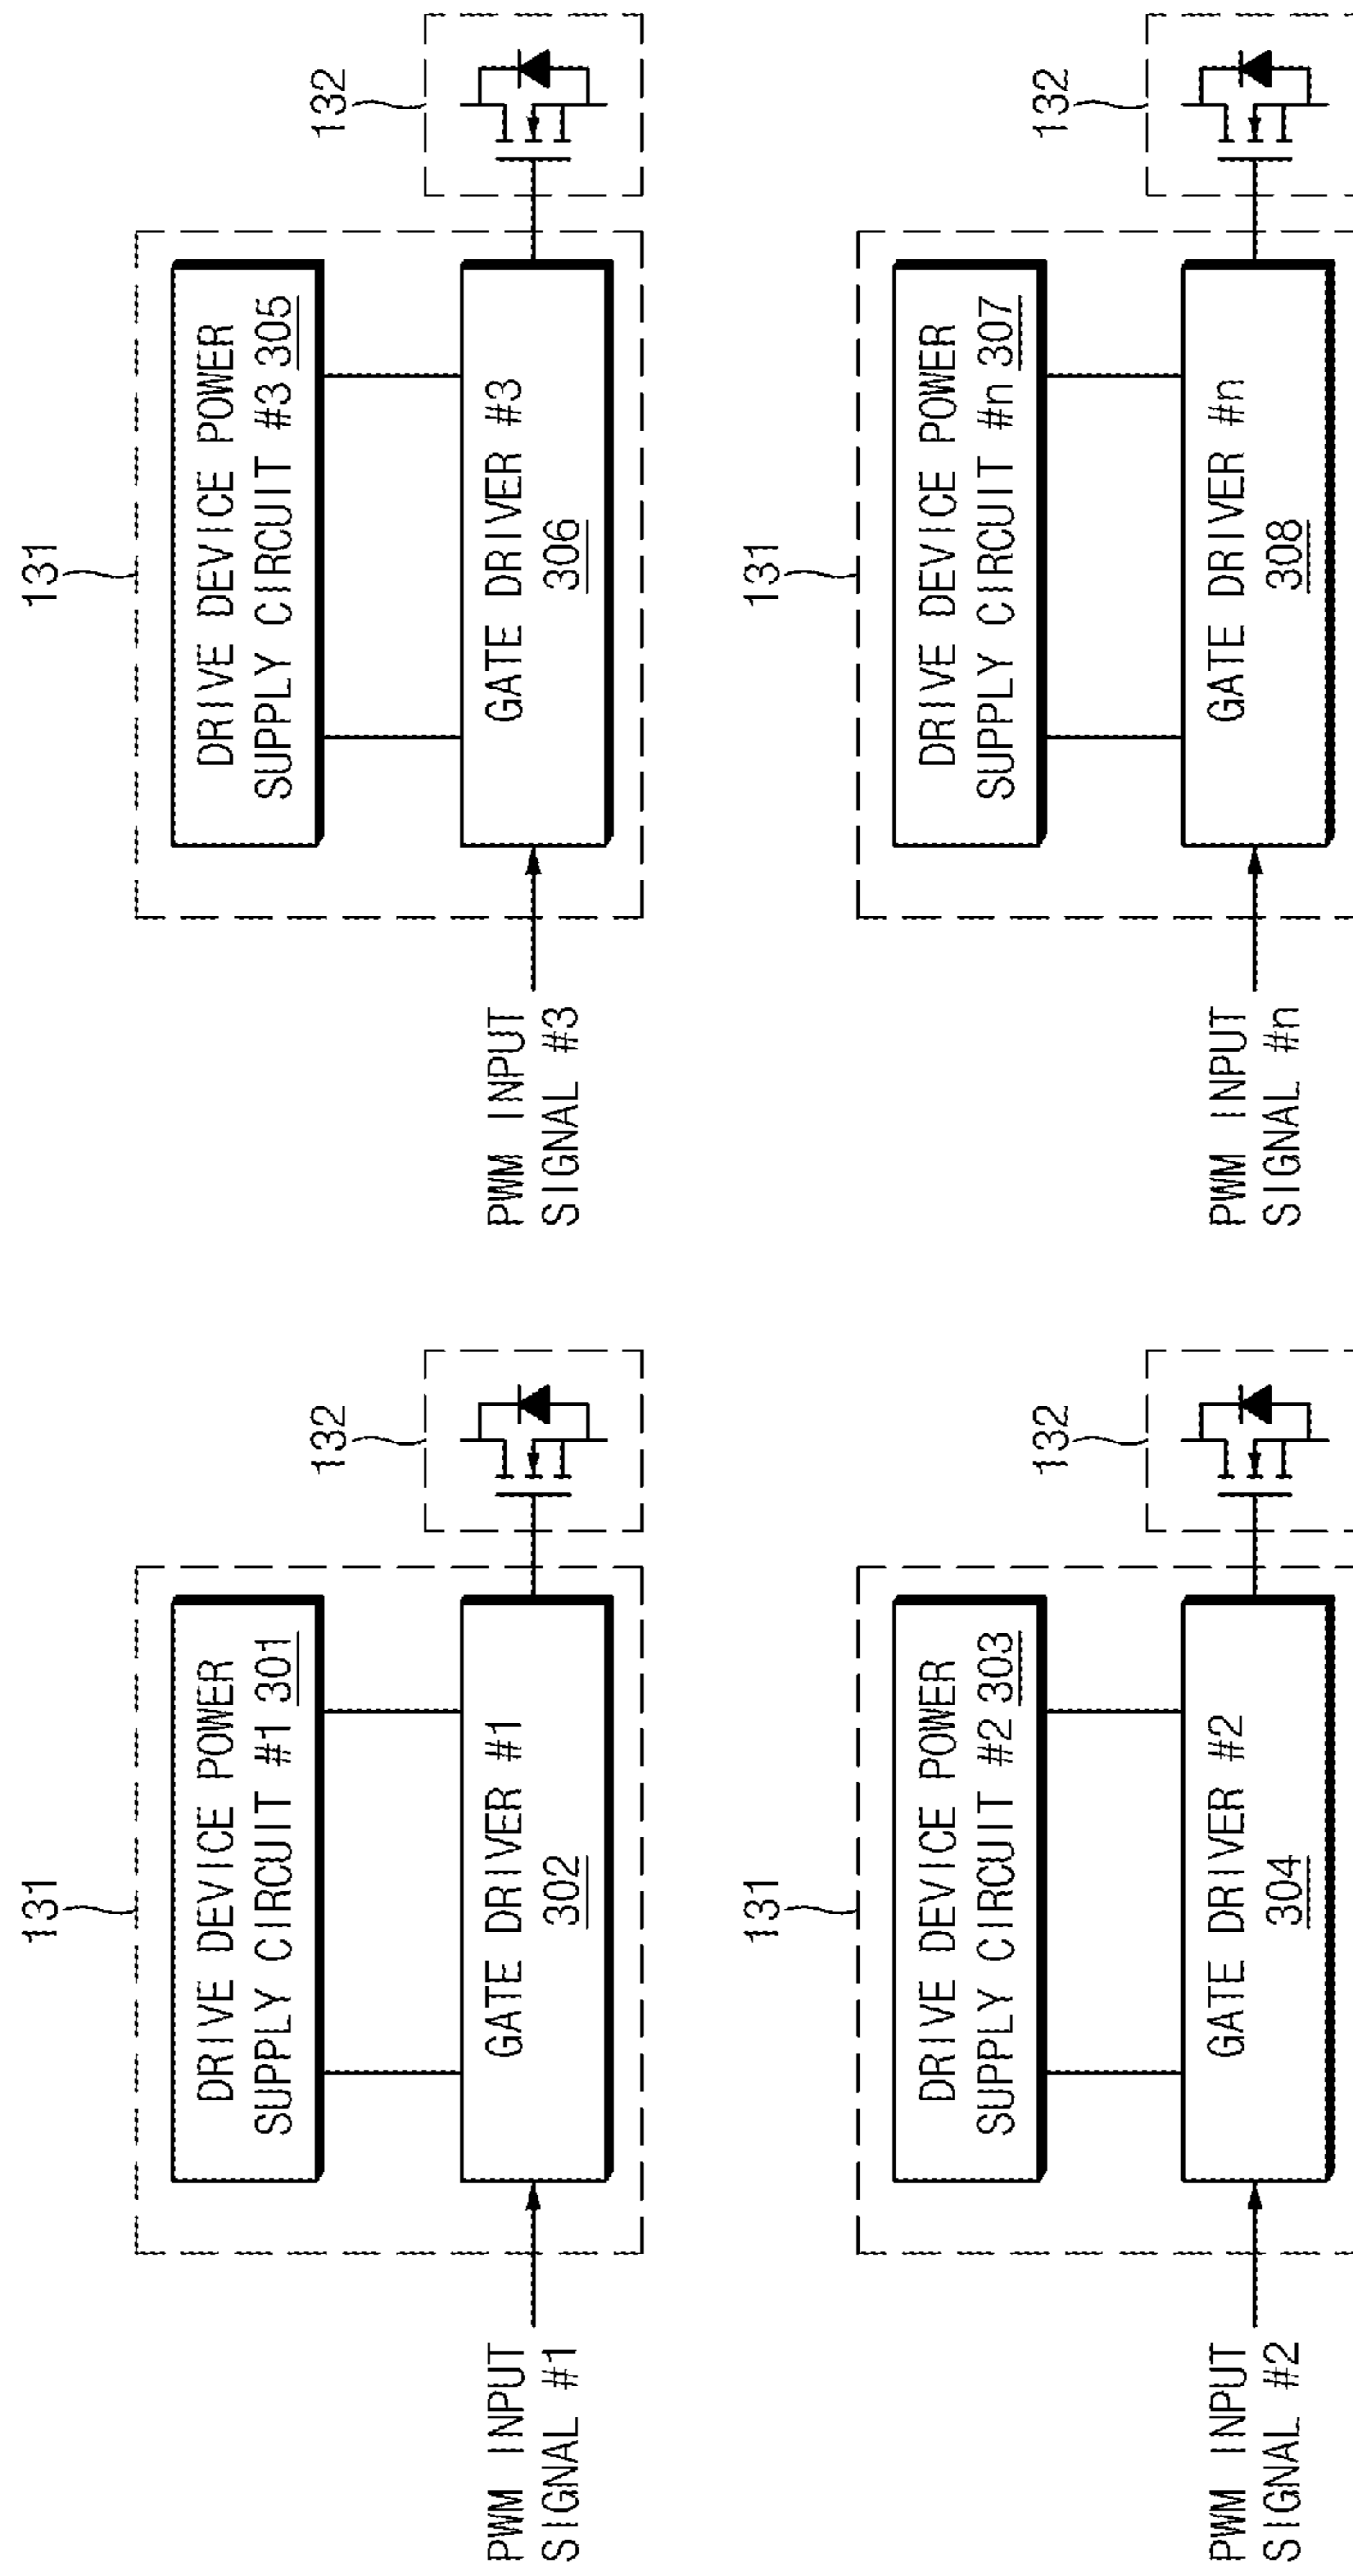 131
DRIVE DEVICE POWER
SUPPLY CIRCUIT #1 301
132
PWM INPUT
SIGNAL #1
GATE DRIVER #1
302
131
DRIVE DEVICE POWER
SUPPLY CIRCUIT #3 305
132
PWM INPUT
SIGNAL #3
GATE DRIVER #3
306
131
DRIVE DEVICE POWER
SUPPLY CIRCUIT #2 303
132
PWM INPUT
SIGNAL #2
GATE DRIVER #2
304
131
DRIVE DEVICE POWER
SUPPLY CIRCUIT #n 307
132
PWM INPUT
SIGNAL #n
GATE DRIVER #n
308